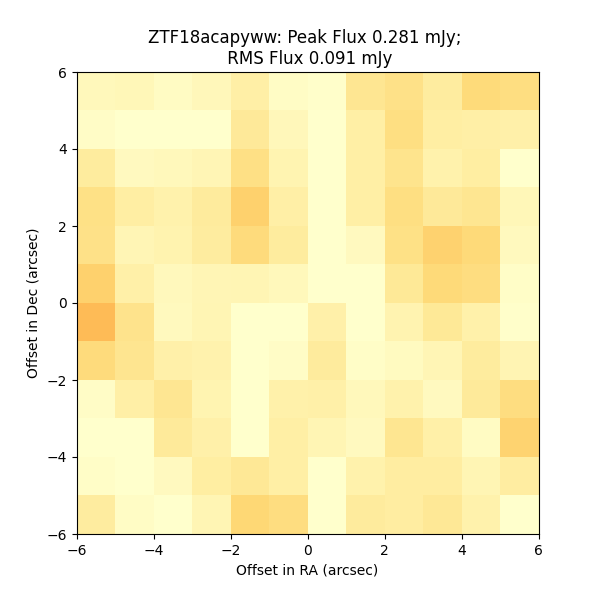 ZTF18acapyww: Peak Flux 0.281 mJy;
RMS Flux 0.091 mJy
6
4
2
0
−2
−4
−6
Offset in Dec (arcsec)
−6 −4 −2 0 2 4 6
Offset in RA (arcsec)